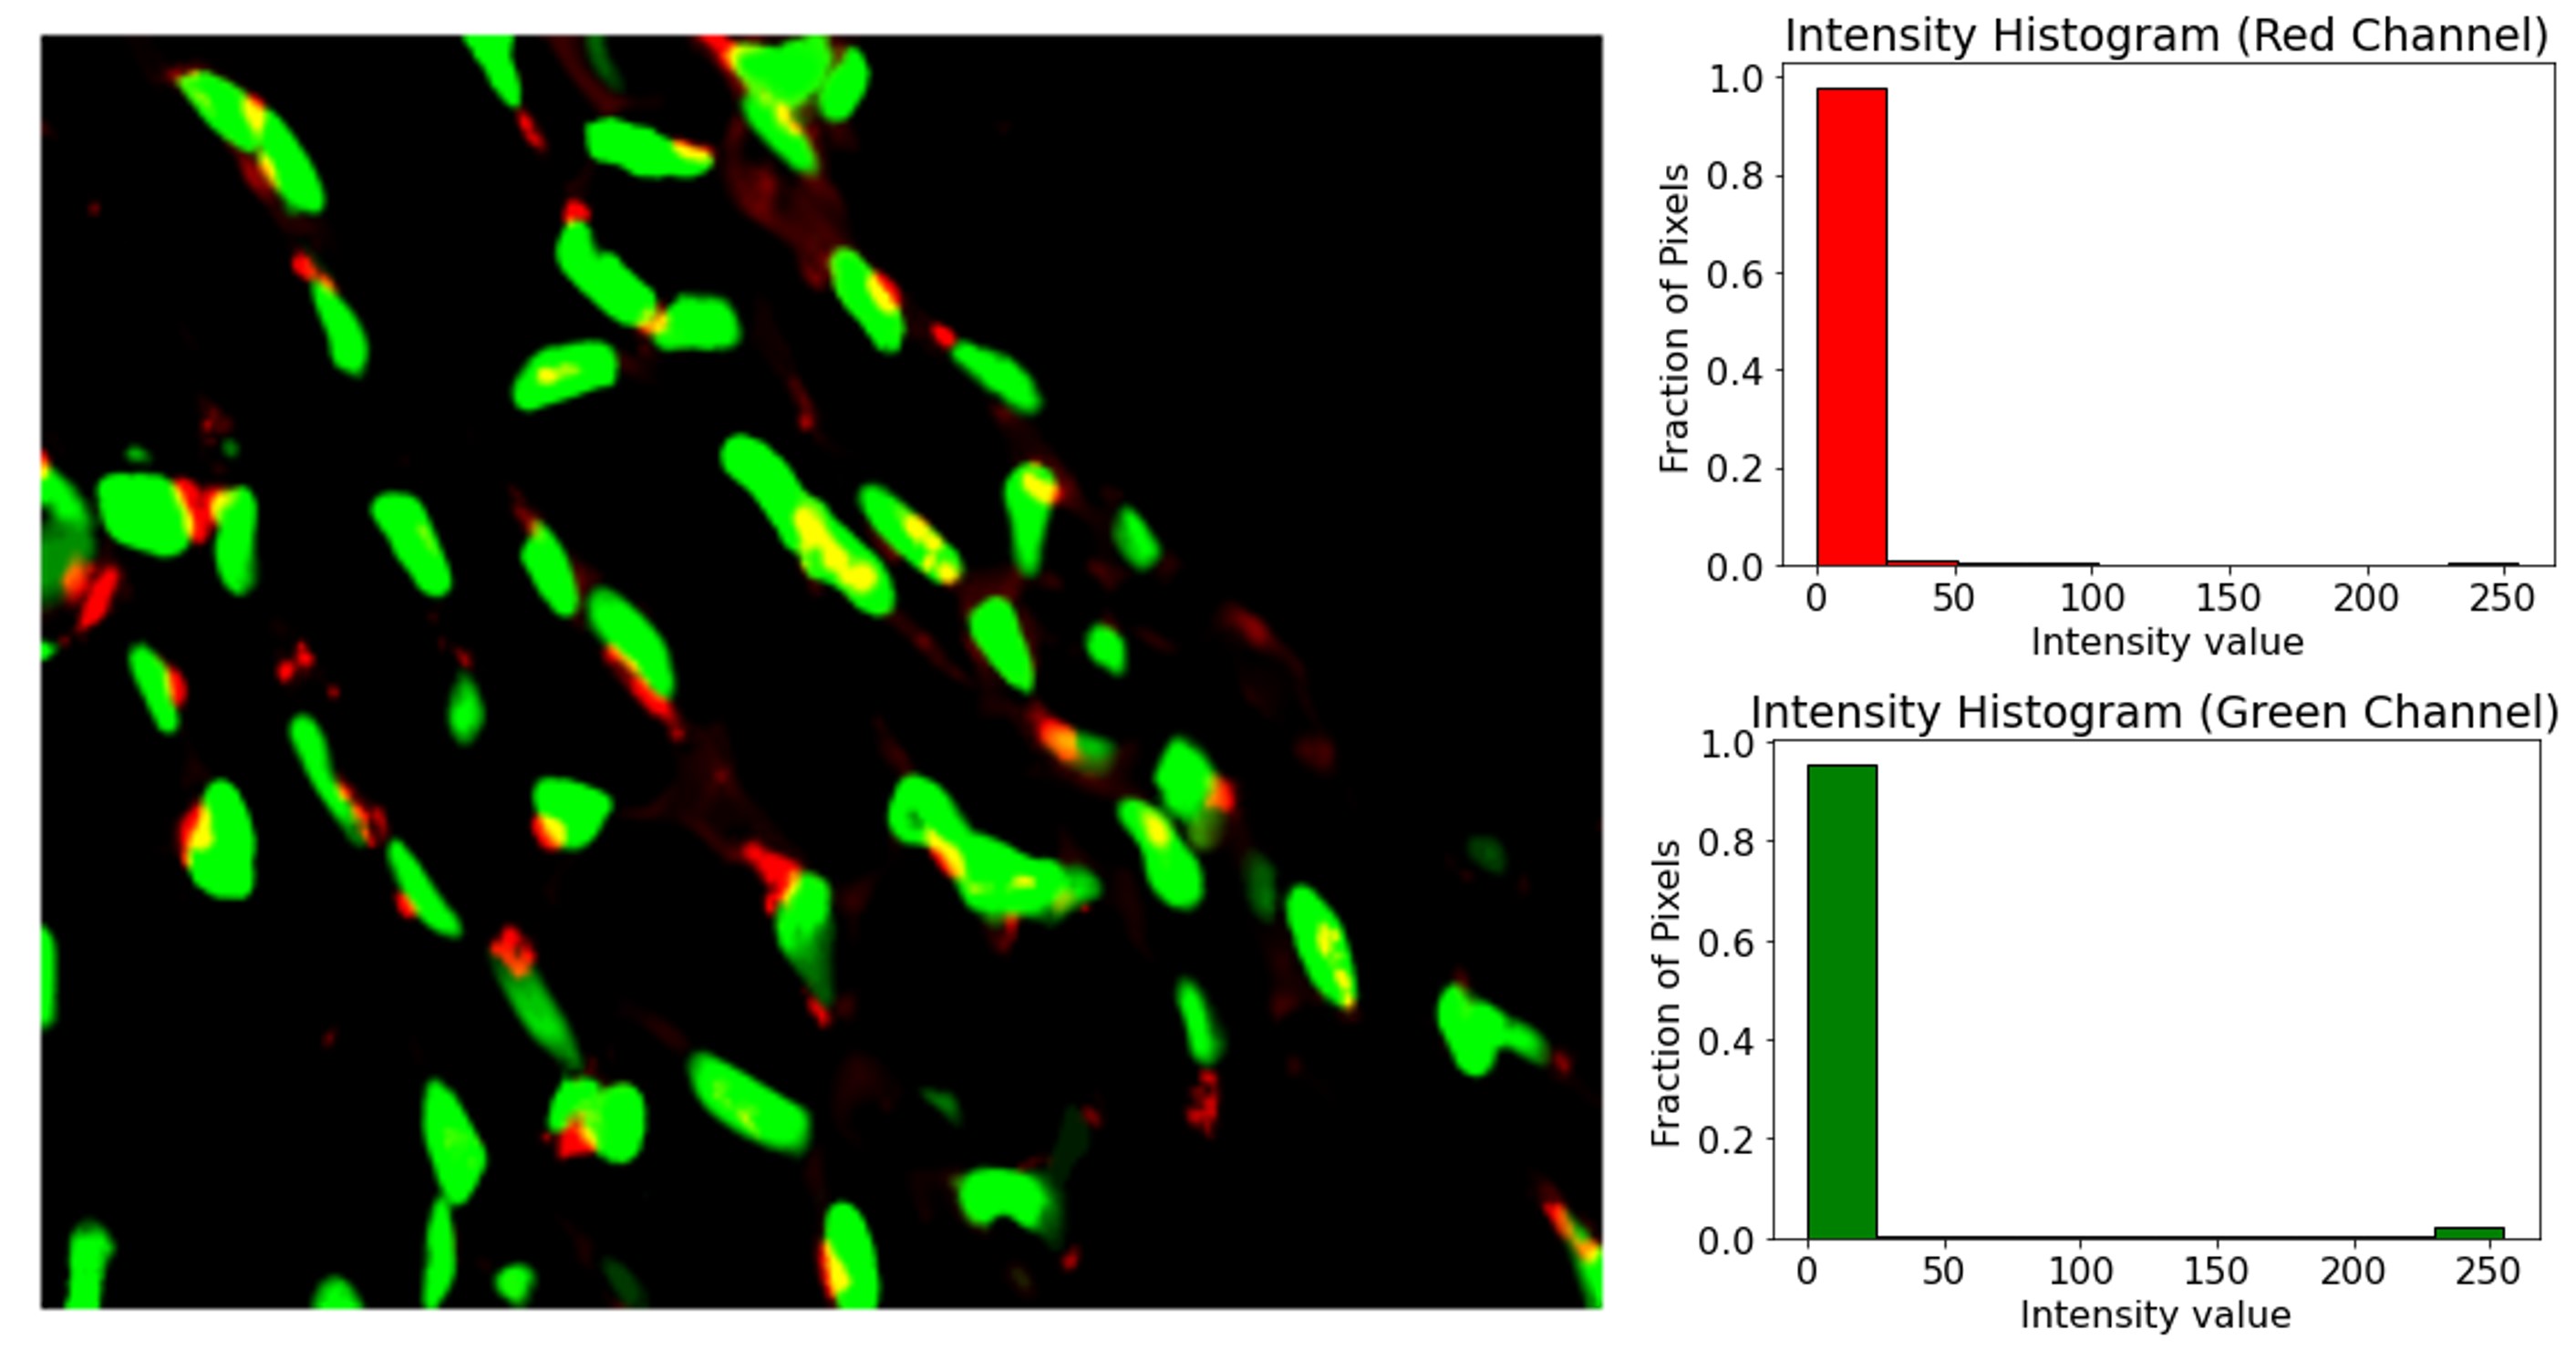 Intensity Histogram (Red Channel)
1.0
0.8
0.6
0.4
0.2
0.0
Fraction of Pixels
0 50 100 150 200 250
Intensity value
Intensity Histogram (Green Channel)
1.0
0.8
0.6
0.4
0.2
0.0
Fraction of Pixels
0 50 100 150 200 250
Intensity value